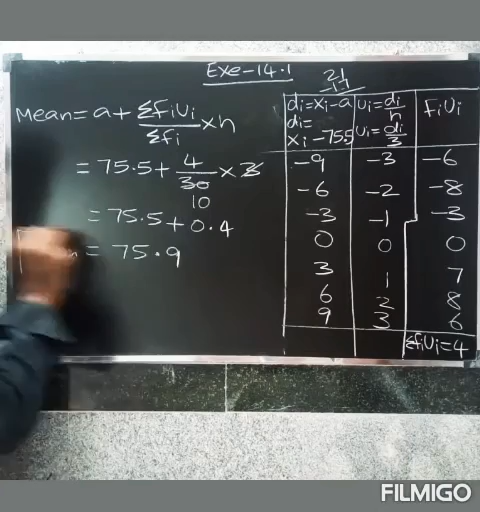 Exe-14.1
21
1.1
Mean = a + Σfiui/Σfi × h
= 75.5 + 4/30 × 3
10
= 75.5 + 0.4
= 75.9
di=xi-a ui=di/h fiui
di=
xi-75.5 ui=di/3
-9 -3 -6
-6 -2 -8
-3 -1 -3
0 0 0
3 1 7
6 2 8
9 3 6
Σfiui=4
FILMIGO